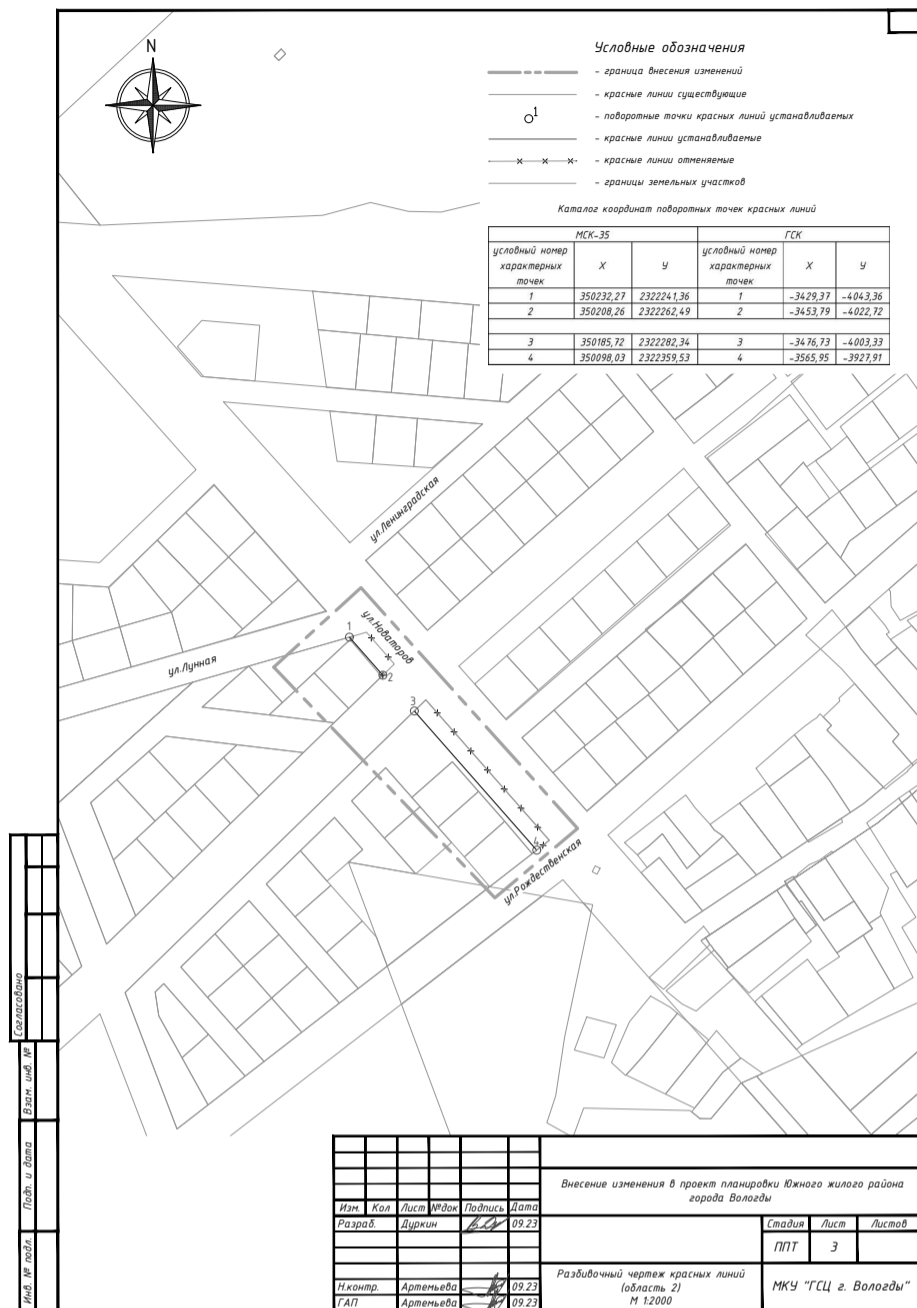 N
Условные обозначения
- граница внесения изменений
- красные линии существующие
1
- поворотные точки красных линий устанавливаемых
- красные линии устанавливаемые
- красные линии отменяемые
- границы земельных участков
Каталог координат поворотных точек красных линий
МСК-35 ГСК
условный номер характерных точек X У условный номер характерных точек X У
1 350232,27 2322241,36 1 -3429,37 -4043,36
2 350208,26 2322262,49 2 -3453,79 -4022,72
3 350185,72 2322282,34 3 -3476,73 -4003,33
4 350098,03 2322359,53 4 -3565,95 -3927,91
ул.Ленинградская
ул.Новаторов
1
ул.Лунная
2
3
4
ул.Рождественская
Согласовано
Взам. инв. №
Подп. и дата
Инв. № подл.
Внесение изменения в проект планировки Южного жилого района
города Вологды
Изм. Кол Лист №док Подпись Дата
Разраб. Дуркин 09.23
Стадия Лист Листов
ППТ 3
Н.контр. Артемьева 09.23
ГАП Артемьева 09.23
Разбивочный чертеж красных линий
(область 2)
М 1:2000
МКУ "ГСЦ г. Вологды"